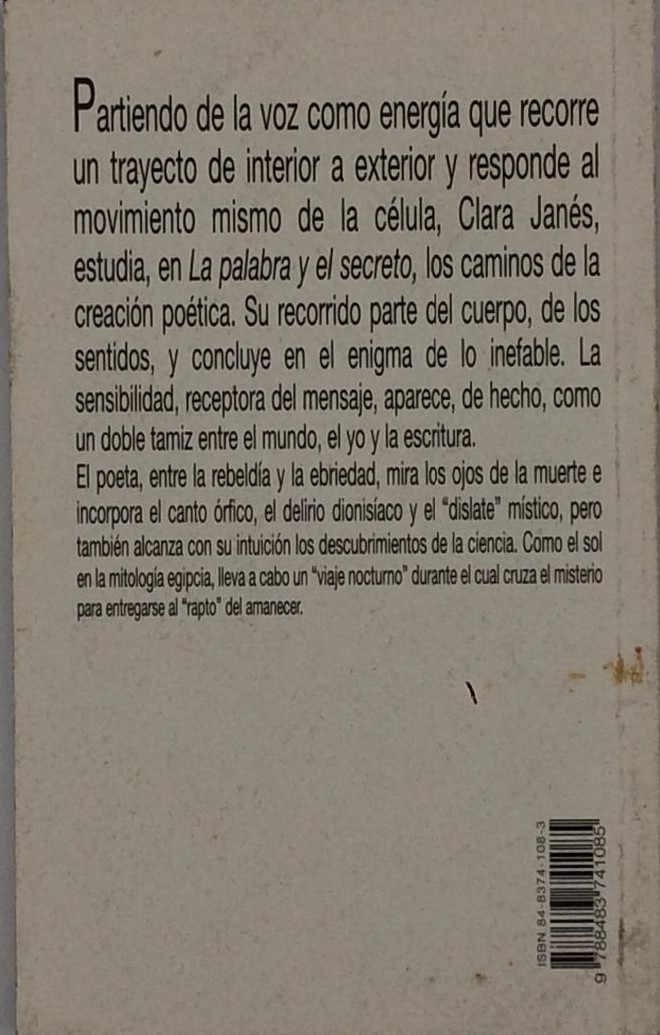 Partiendo de la voz como energía que recorre
un trayecto de interior a exterior y responde al
movimiento mismo de la célula, Clara Janés,
estudia, en La palabra y el secreto, los caminos de la
creación poética. Su recorrido parte del cuerpo, de los
sentidos, y concluye en el enigma de lo inefable. La
sensibilidad, receptora del mensaje, aparece, de hecho, como
un doble tamiz entre el mundo, el yo y la escritura.
El poeta, entre la rebeldía y la ebriedad, mira los ojos de la muerte e
incorpora el canto órfico, el delirio dionisíaco y el "dislate" místico, pero
también alcanza con su intuición los descubrimientos de la ciencia. Como el sol
en la mitología egipcia, lleva a cabo un "viaje nocturno" durante el cual cruza el misterio
para entregarse al "rapto" del amanecer.
ISBN 84-8374-108-3
9 788483 741085